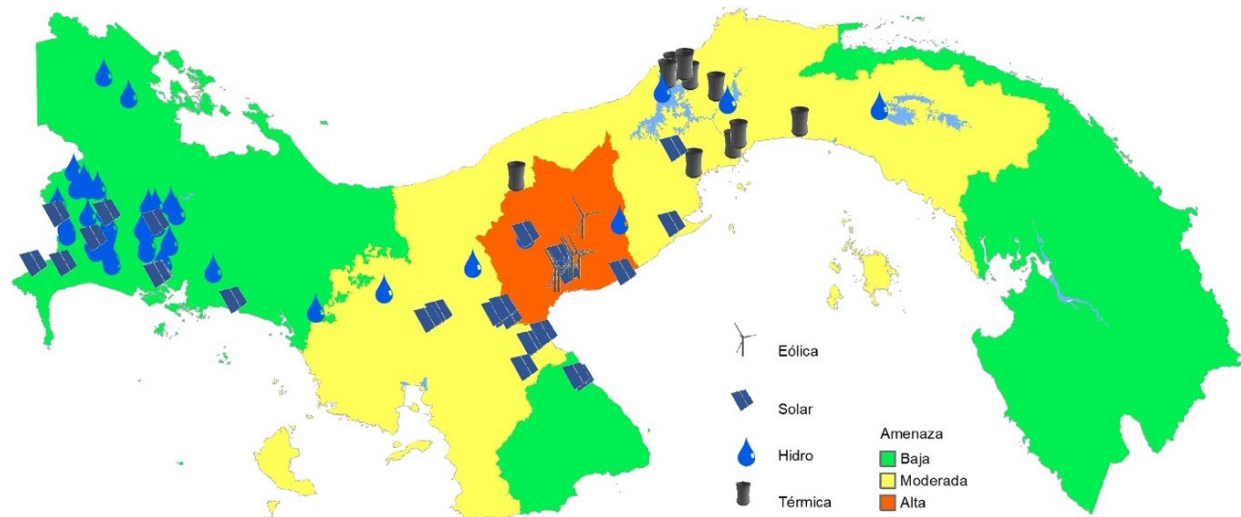 Eólica
Solar
Hidro
Térmica
Amenaza
Baja
Moderada
Alta